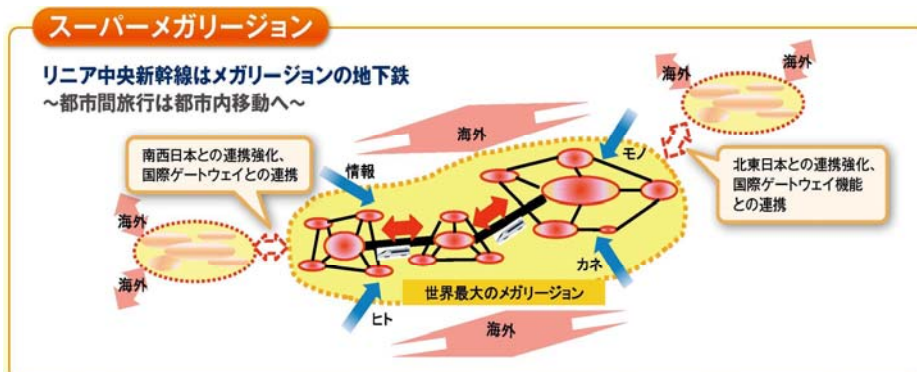 スーパーメガリージョン
リニア中央新幹線はメガリージョンの地下鉄
～都市間旅行は都市内移動へ～
海外
海外
海外
南西日本との連携強化、
国際ゲートウェイとの連携
情報
モノ
北東日本との連携強化、
国際ゲートウェイ機能
との連携
海外
海外
カネ
世界最大のメガリージョン
ヒト
海外